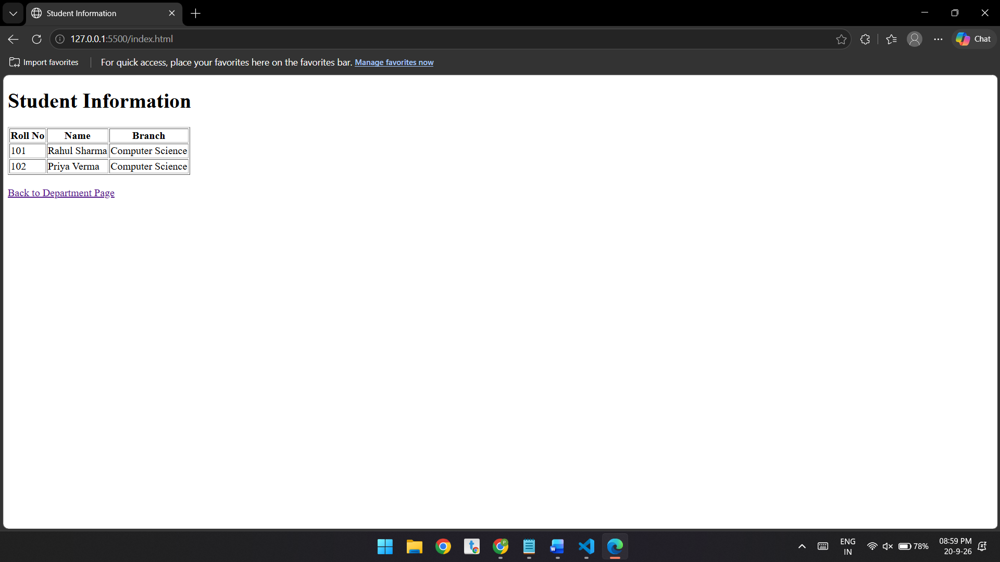 Student Information
127.0.0.1:5500/index.html
Chat
Import favorites
For quick access, place your favorites here on the favorites bar. Manage favorites now
Student Information
Roll No Name Branch
101 Rahul Sharma Computer Science
102 Priya Verma Computer Science
Back to Department Page
ENG
IN
78%
08:59 PM
20-9-26